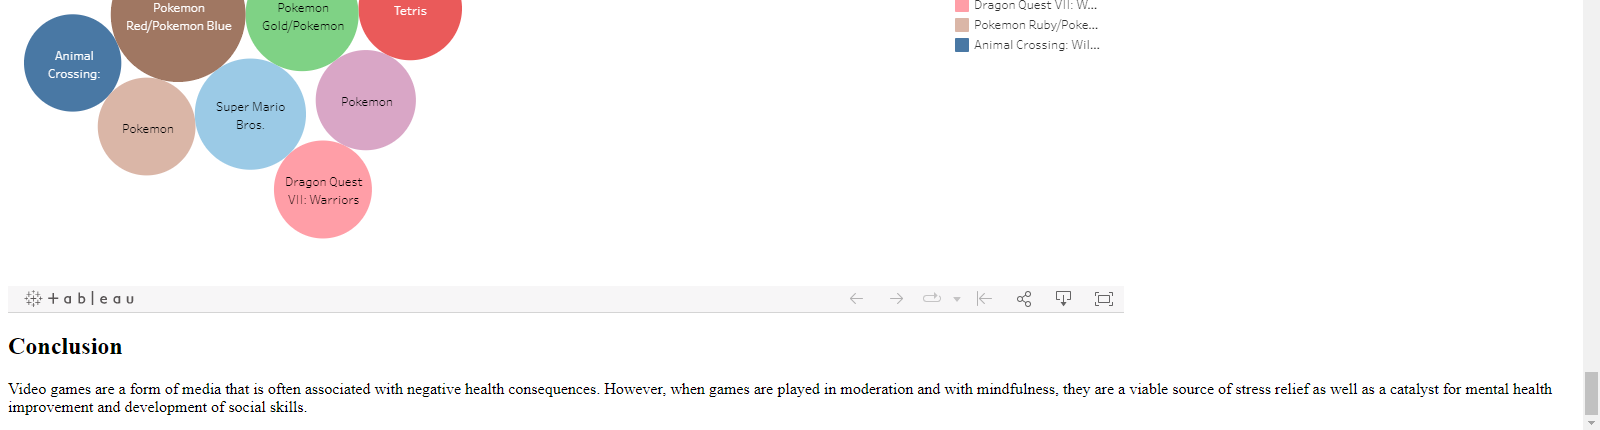 Pokemon
Red/Pokemon Blue
Pokemon
Gold/Pokemon
Tetris
Animal
Crossing:
Pokemon
Super Mario
Bros.
Pokemon
Dragon Quest
VII: Warriors
Dragon Quest VII: W...
Pokemon Ruby/Poke...
Animal Crossing: Wil...
+ableau
Conclusion
Video games are a form of media that is often associated with negative health consequences. However, when games are played in moderation and with mindfulness, they are a viable source of stress relief as well as a catalyst for mental health
improvement and development of social skills.